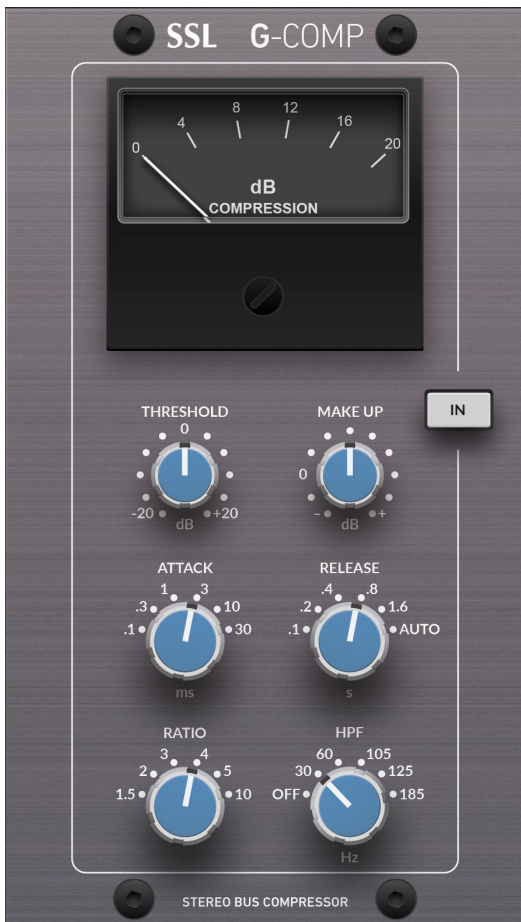 SSL G-COMP
0 4 8 12 16 20
dB
COMPRESSION
IN
THRESHOLD
0
-20 +20
dB
MAKE UP
0
– +
dB
ATTACK
.1 .3 1 3 10 30
ms
RELEASE
.1 .2 .4 .8 1.6 AUTO
s
RATIO
1.5 2 3 4 5 10
HPF
OFF 30 60 105 125 185
Hz
STEREO BUS COMPRESSOR